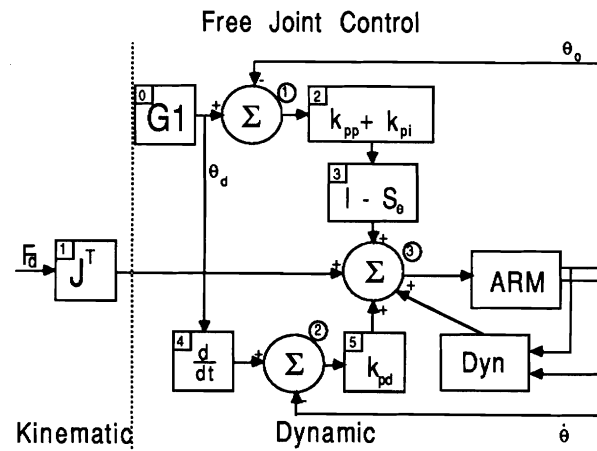 Free Joint Control
θo
0
G1
+
-
Σ
1
2
kpp + kpi
θd
3
I - Sθ
Fd
1
J^T
+
+
Σ
3
+
+
ARM
4
d/dt
+
Σ
2
-
5
kpd
Dyn
Kinematic
Dynamic
θ̇